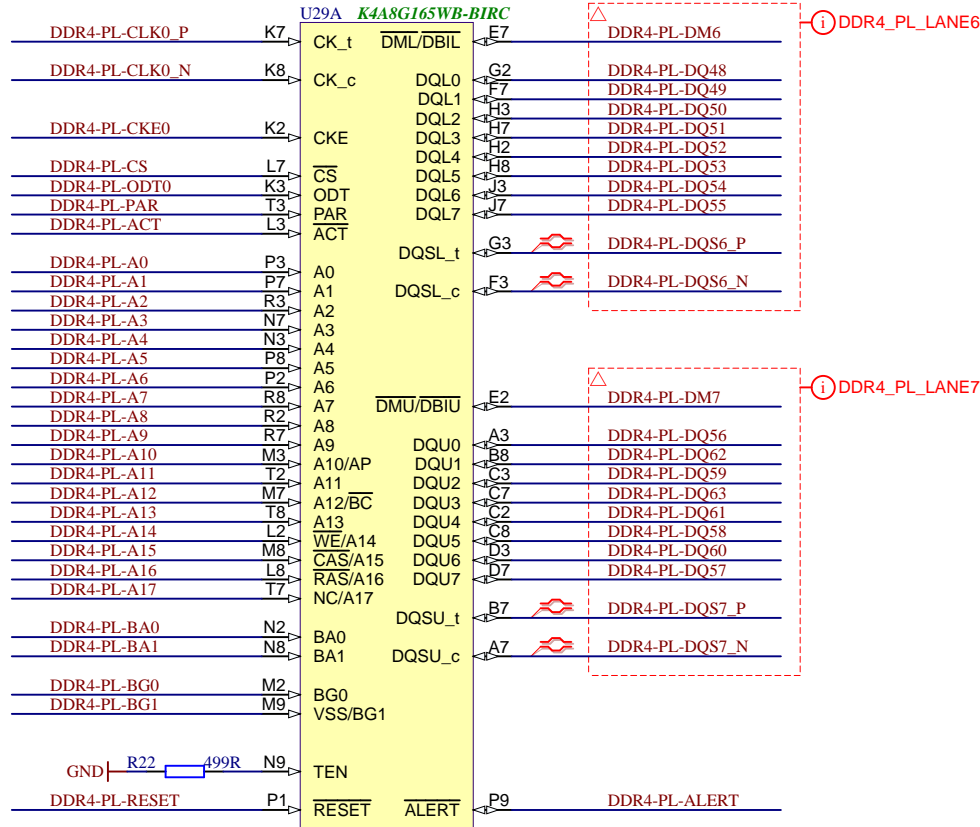 U29A K4A8G165WB-BIRC
DDR4-PL-CLK0_P K7 CK_t DML/DBIL E7 DDR4-PL-DM6
DDR4_PL_LANE6
DDR4-PL-CLK0_N K8 CK_c DQL0 G2 DDR4-PL-DQ48
DQL1 F7 DDR4-PL-DQ49
DQL2 H3 DDR4-PL-DQ50
DDR4-PL-CKE0 K2 CKE DQL3 H7 DDR4-PL-DQ51
DQL4 H2 DDR4-PL-DQ52
DDR4-PL-CS L7 CS DQL5 H8 DDR4-PL-DQ53
DDR4-PL-ODT0 K3 ODT DQL6 J3 DDR4-PL-DQ54
DDR4-PL-PAR T3 PAR DQL7 J7 DDR4-PL-DQ55
DDR4-PL-ACT L3 ACT
DQSL_t G3 DDR4-PL-DQS6_P
DDR4-PL-A0 P3 A0
DDR4-PL-A1 P7 A1 DQSL_c F3 DDR4-PL-DQS6_N
DDR4-PL-A2 R3 A2
DDR4-PL-A3 N7 A3
DDR4-PL-A4 N3 A4
DDR4-PL-A5 P8 A5
DDR4-PL-A6 P2 A6
DDR4_PL_LANE7
DDR4-PL-A7 R8 A7 DMU/DBIU E2 DDR4-PL-DM7
DDR4-PL-A8 R2 A8
DDR4-PL-A9 R7 A9 DQU0 A3 DDR4-PL-DQ56
DDR4-PL-A10 M3 A10/AP DQU1 B8 DDR4-PL-DQ62
DDR4-PL-A11 T2 A11 DQU2 C3 DDR4-PL-DQ59
DDR4-PL-A12 M7 A12/BC DQU3 C7 DDR4-PL-DQ63
DDR4-PL-A13 T8 A13 DQU4 C2 DDR4-PL-DQ61
DDR4-PL-A14 L2 WE/A14 DQU5 C8 DDR4-PL-DQ58
DDR4-PL-A15 M8 CAS/A15 DQU6 D3 DDR4-PL-DQ60
DDR4-PL-A16 L8 RAS/A16 DQU7 D7 DDR4-PL-DQ57
DDR4-PL-A17 T7 NC/A17
DQSU_t B7 DDR4-PL-DQS7_P
DDR4-PL-BA0 N2 BA0
DDR4-PL-BA1 N8 BA1 DQSU_c A7 DDR4-PL-DQS7_N
DDR4-PL-BG0 M2 BG0
DDR4-PL-BG1 M9 VSS/BG1
GND R22 499R N9 TEN
DDR4-PL-RESET P1 RESET ALERT P9 DDR4-PL-ALERT